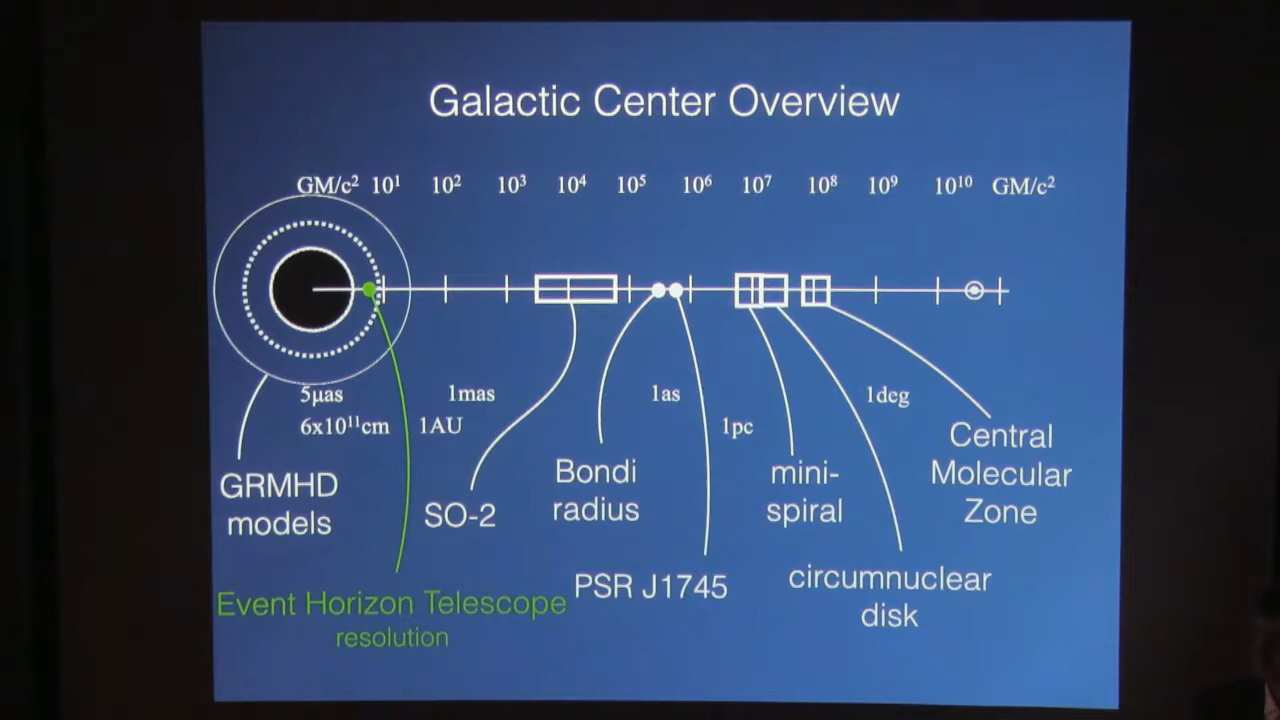 Galactic Center Overview
GM/c² 10¹ 10² 10³ 10⁴ 10⁵ 10⁶ 10⁷ 10⁸ 10⁹ 10¹⁰ GM/c²
5μas 1mas 1as 1deg
6x10¹¹cm 1AU 1pc
GRMHD
models
SO-2
Bondi
radius
mini-
spiral
Central
Molecular
Zone
Event Horizon Telescope
resolution
PSR J1745
circumnuclear
disk